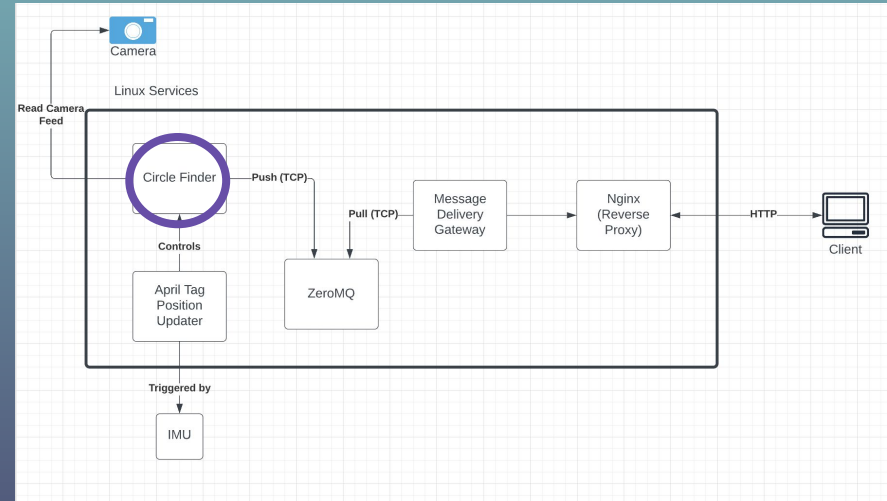 Camera
Linux Services
Read Camera
Feed
Circle Finder
Push (TCP)
Pull (TCP)
Message
Delivery
Gateway
Nginx
(Reverse
Proxy)
HTTP
Client
Controls
ZeroMQ
April Tag
Position
Updater
Triggered by
IMU